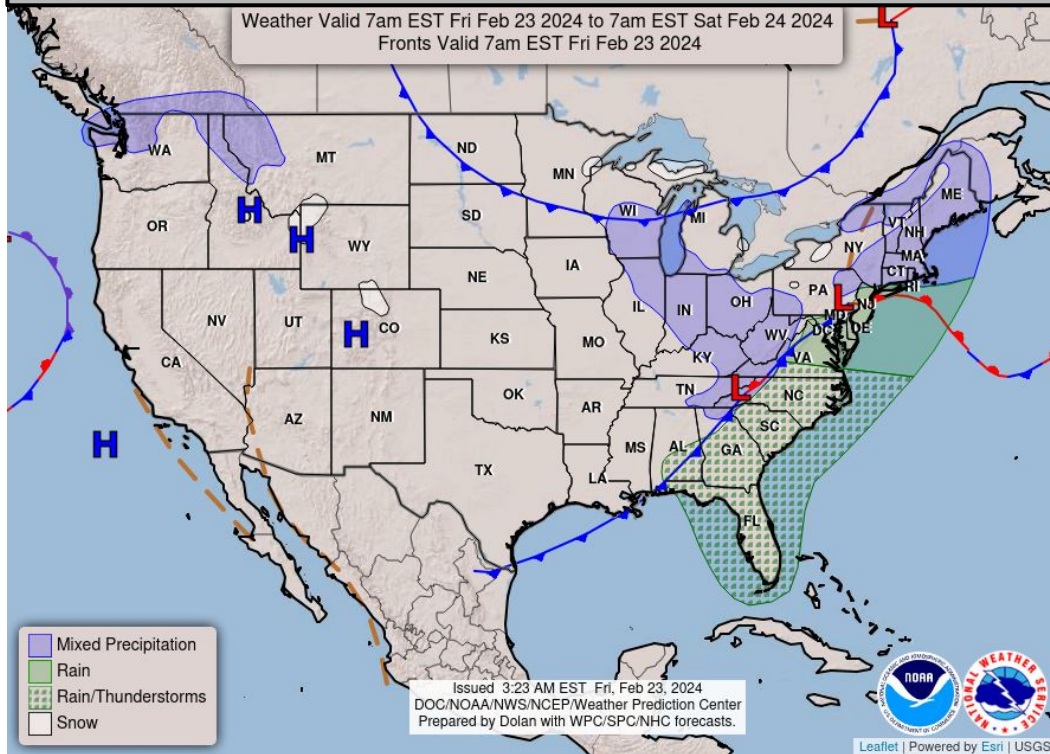 Weather Valid 7am EST Fri Feb 23 2024 to 7am EST Sat Feb 24 2024
Fronts Valid 7am EST Fri Feb 23 2024
L
WA
MT
ND
MN
ME
OR
H
H
SD
WI
MI
VT
NH
NY
MA
CT
RI
WY
IA
NE
PA
L
NJ
NV
UT
H
CO
IL
IN
OH
MD
DE
DC
WV
VA
CA
KS
MO
KY
H
AZ
NM
OK
AR
TN
L
NC
SC
MS
AL
GA
TX
LA
FL
Mixed Precipitation
Rain
Rain/Thunderstorms
Snow
Issued 3:23 AM EST Fri, Feb 23, 2024
DOC/NOAA/NWS/NCEP/Weather Prediction Center
Prepared by Dolan with WPC/SPC/NHC forecasts.
NOAA
NATIONAL WEATHER SERVICE
Leaflet | Powered by Esri | USGS